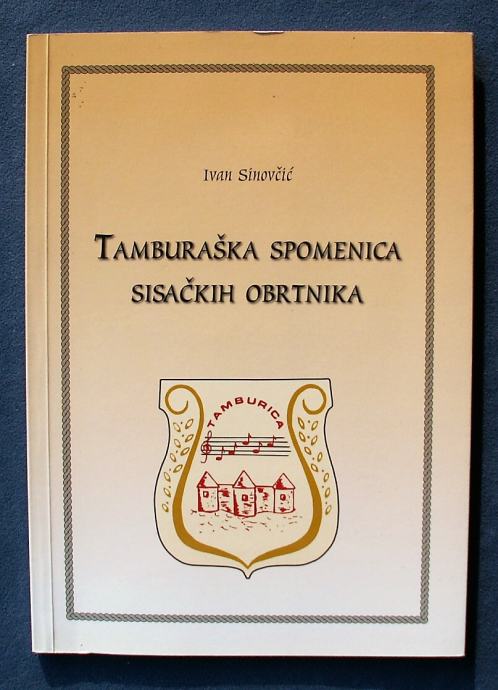 Ivan Sinovčić
TAMBURAŠKA SPOMENICA
SISAČKIH OBRTNIKA
TAMBURICA